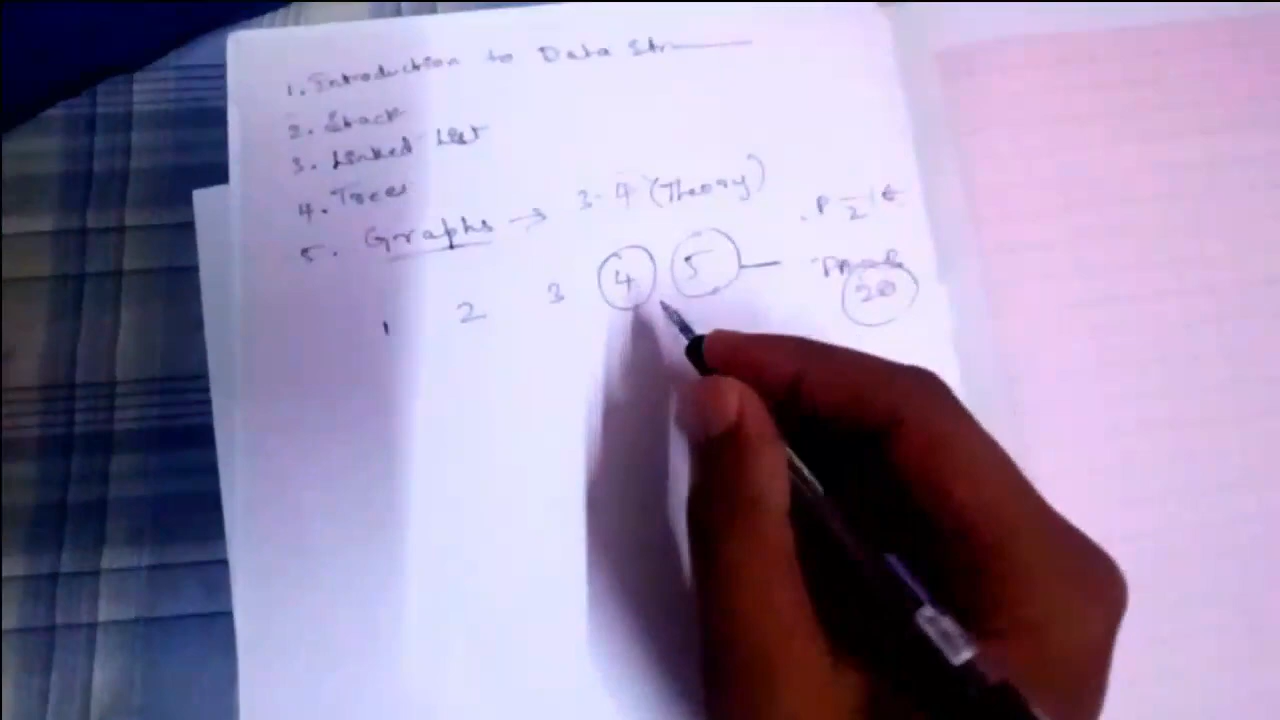 1. Introduction to Data Str
2. Stack
3. Linked List
4. Trees
5. Graphs → 3-4 (Theory)
1 2 3 4 5
20